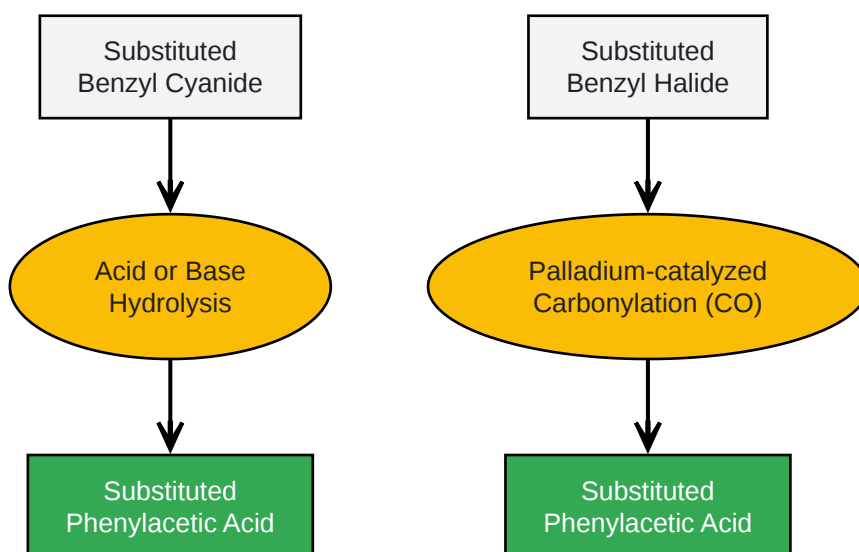 Substituted
Benzyl Cyanide
Substituted
Benzyl Halide
Acid or Base
Hydrolysis
Palladium-catalyzed
Carbonylation (CO)
Substituted
Phenylacetic Acid
Substituted
Phenylacetic Acid